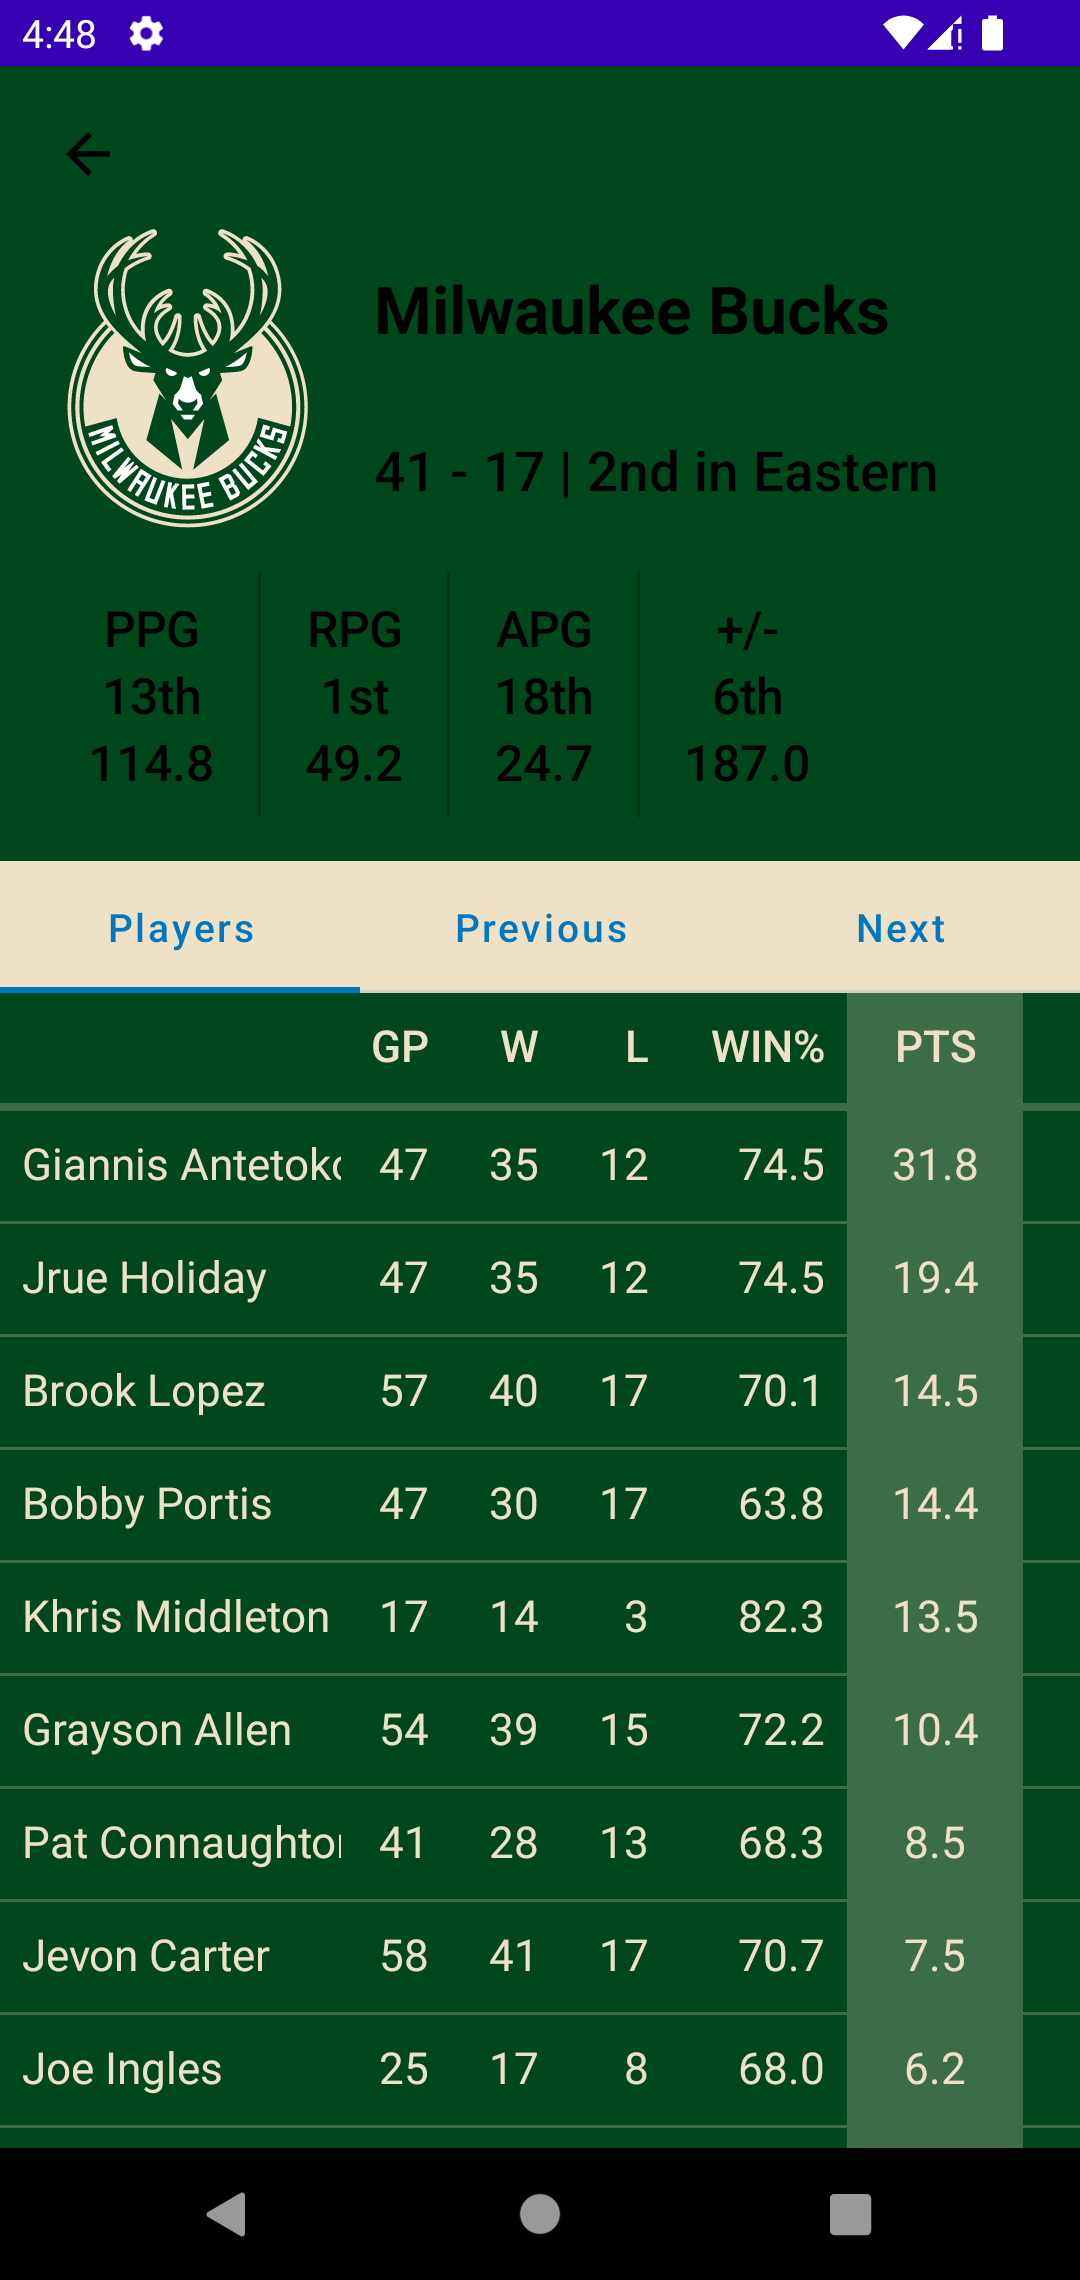 4:48
MILWAUKEE BUCKS
Milwaukee Bucks
41 - 17 | 2nd in Eastern
PPG RPG APG +/-
13th 1st 18th 6th
114.8 49.2 24.7 187.0
Players Previous Next
GP W L WIN% PTS
Giannis Antetoko 47 35 12 74.5 31.8
Jrue Holiday 47 35 12 74.5 19.4
Brook Lopez 57 40 17 70.1 14.5
Bobby Portis 47 30 17 63.8 14.4
Khris Middleton 17 14 3 82.3 13.5
Grayson Allen 54 39 15 72.2 10.4
Pat Connaughton 41 28 13 68.3 8.5
Jevon Carter 58 41 17 70.7 7.5
Joe Ingles 25 17 8 68.0 6.2